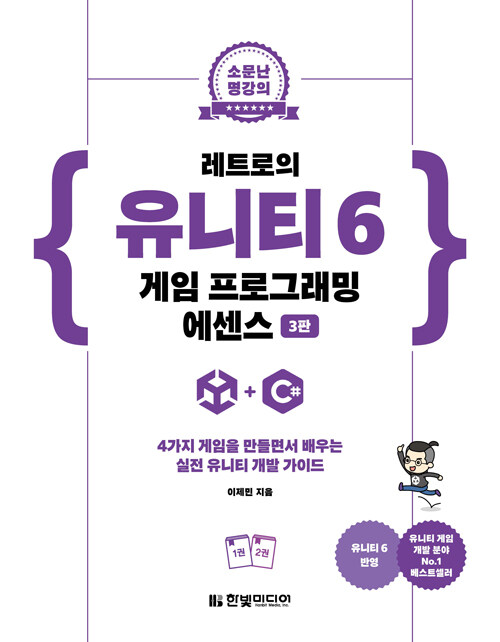 소문난
명강의
레트로의
유니티 6
게임 프로그래밍
에센스 3판
+ C#
4가지 게임을 만들면서 배우는
실전 유니티 개발 가이드
이제민 지음
1권 2권
유니티 6
반영
유니티 게임
개발 분야
No.1
베스트셀러
HB 한빛미디어
Hanbit Media, Inc.